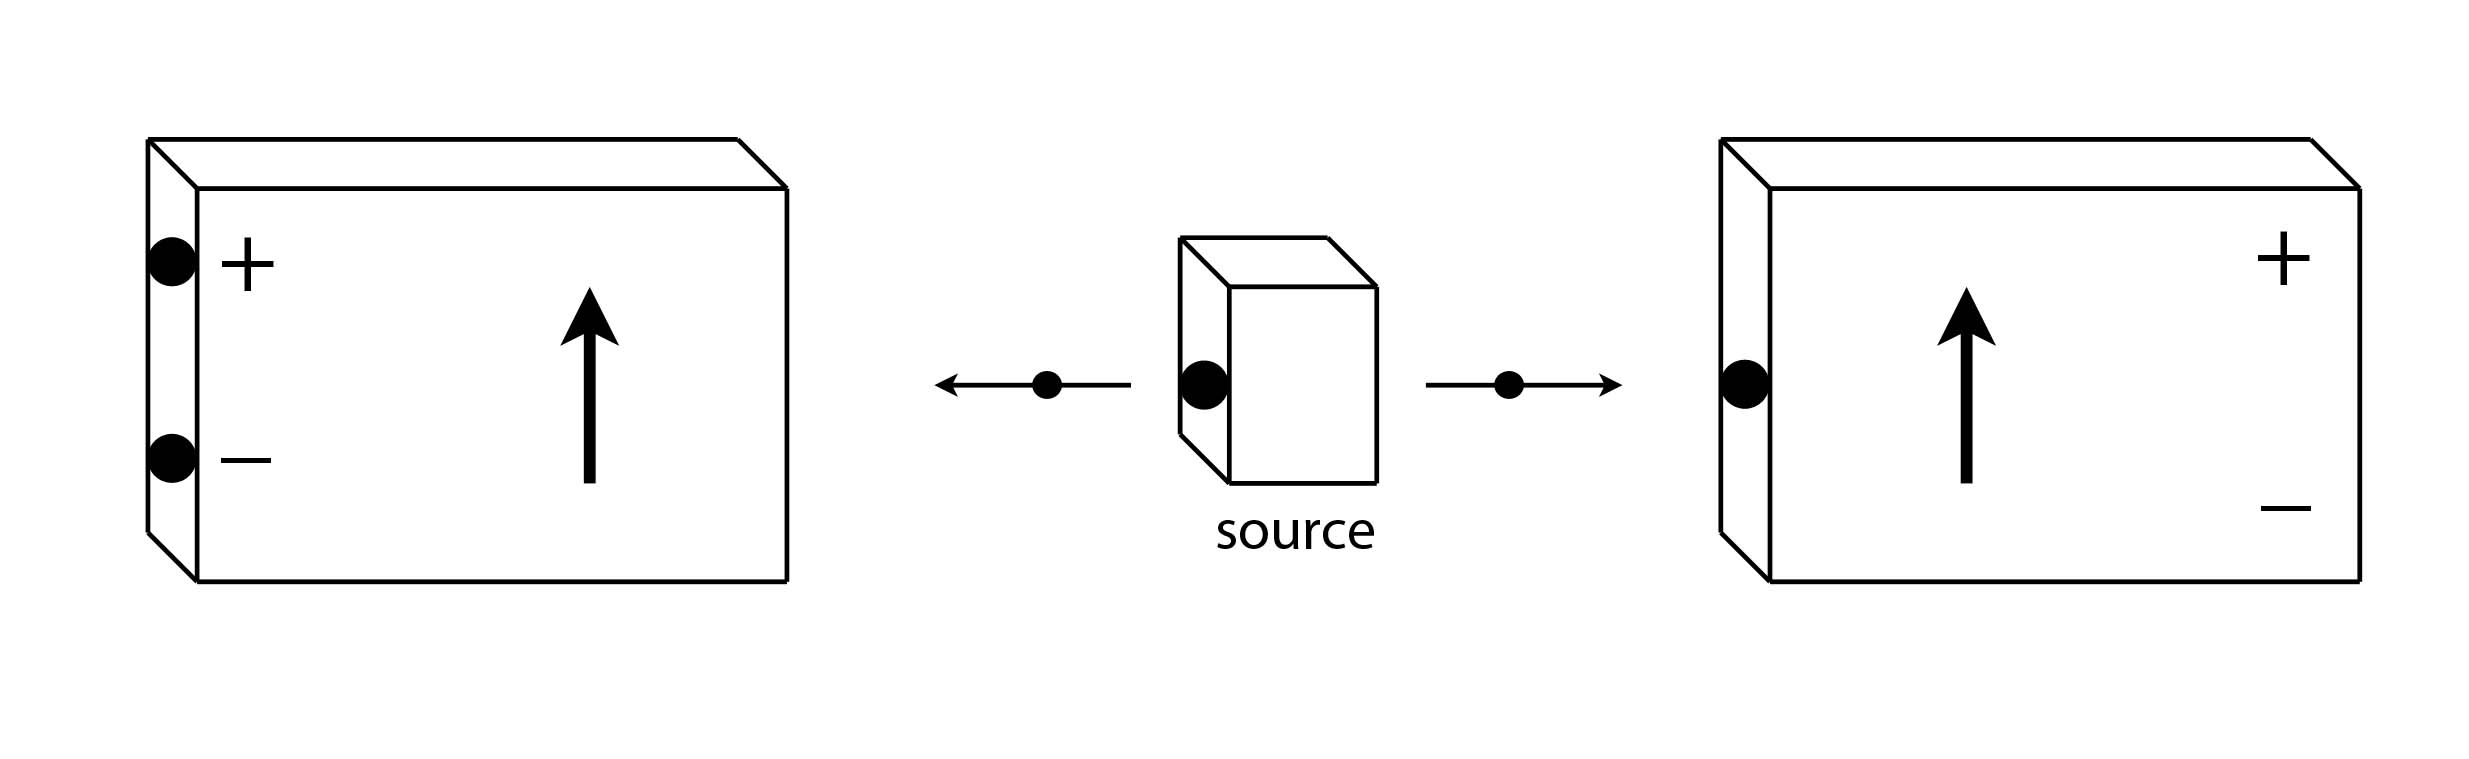 + +
− −
source